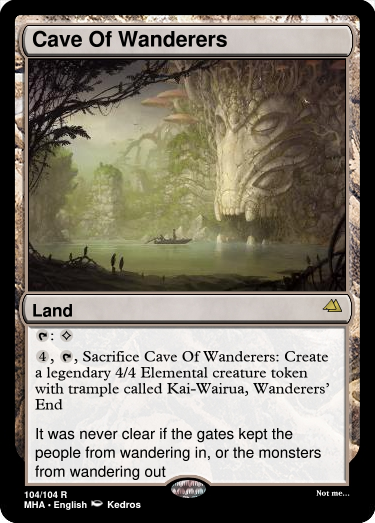 Cave Of Wanderers
Land
: 
4, , Sacrifice Cave Of Wanderers: Create
a legendary 4/4 Elemental creature token
with trample called Kai-Wairua, Wanderers'
End
It was never clear if the gates kept the
people from wandering in, or the monsters
from wandering out
104/104 R
MHA • English Kedros
Not me...